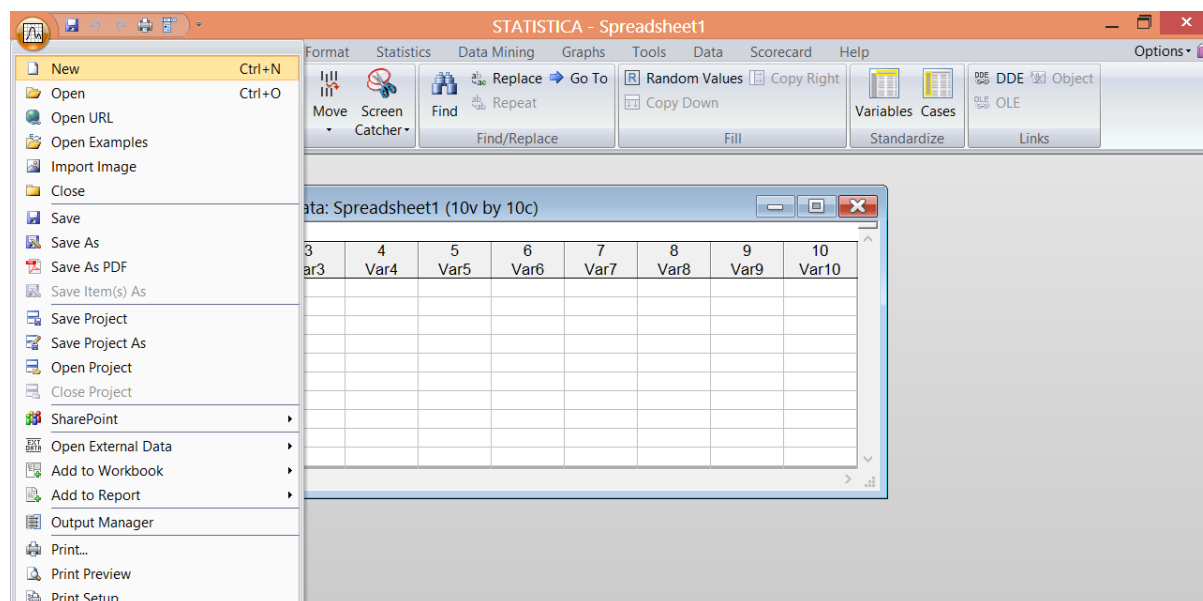 STATISTICA - Spreadsheet1
Format Statistics Data Mining Graphs Tools Data Scorecard Help Options
New Ctrl+N
Open Ctrl+O
Open URL
Open Examples
Import Image
Close
Save
Save As
Save As PDF
Save Item(s) As
Save Project
Save Project As
Open Project
Close Project
SharePoint
Open External Data
Add to Workbook
Add to Report
Output Manager
Print...
Print Preview
Print Setup
Move
Screen
Catcher
Find
Replace Go To
Repeat
Find/Replace
Random Values Copy Right
Copy Down
Fill
Variables Cases
Standardize
DDE Object
OLE
Links
ata: Spreadsheet1 (10v by 10c)
3 4 5 6 7 8 9 10
ar3 Var4 Var5 Var6 Var7 Var8 Var9 Var10